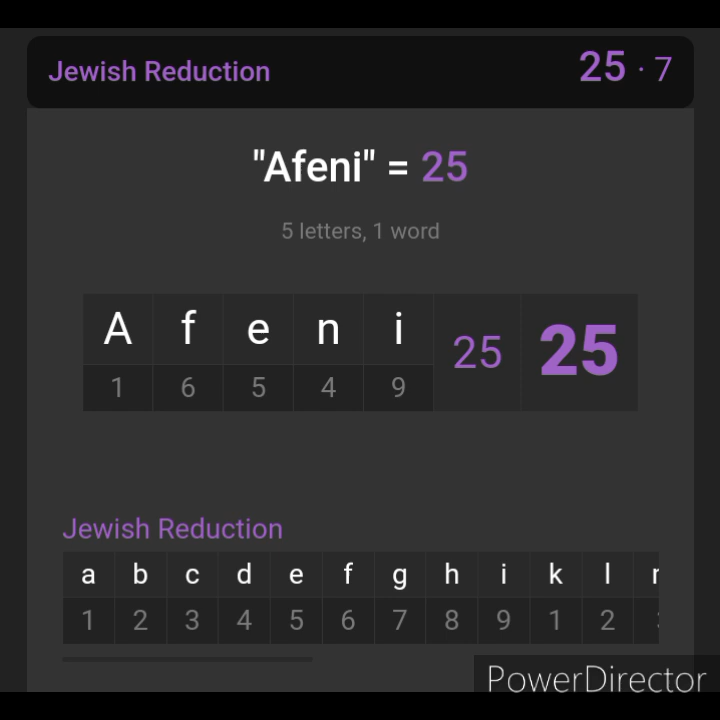 Jewish Reduction 25 · 7
"Afeni" = 25
5 letters, 1 word
A f e n i 25 25
1 6 5 4 9
Jewish Reduction
a b c d e f g h i k l
1 2 3 4 5 6 7 8 9 1 2
PowerDirector